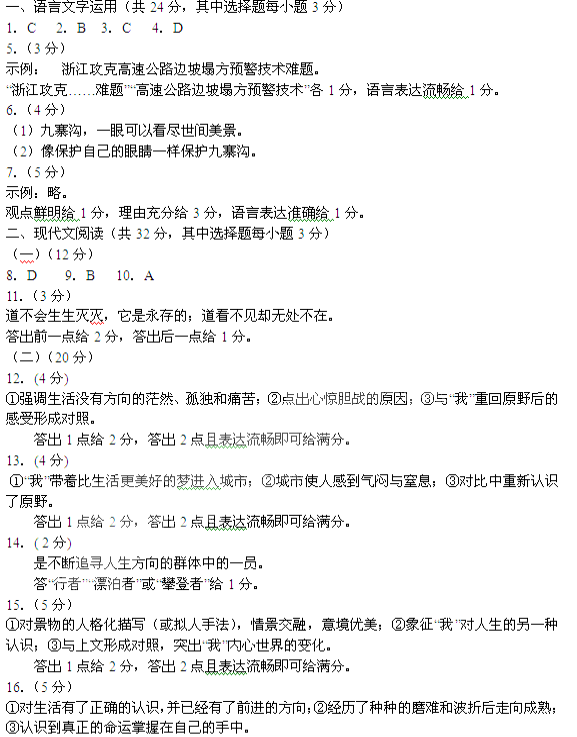 一、语言文字运用（共 24 分，其中选择题每小题 3 分）
1. C 2. B 3. C 4. D
5.（3 分）
示例： 浙江攻克高速公路边坡塌方预警技术难题。
“浙江攻克……难题”“高速公路边坡塌方预警技术”各 1 分，语言表达流畅给 1 分。
6.（4 分）
（1）九寨沟，一眼可以看尽世间美景。
（2）像保护自己的眼睛一样保护九寨沟。
7.（5 分）
示例：略。
观点鲜明给 1 分，理由充分给 3 分，语言表达准确给 1 分。
二、现代文阅读（共 32 分，其中选择题每小题 3 分）
（一）（12 分）
8. D 9. B 10. A
11.（3 分）
道不会生生灭灭，它是永存的；道看不见却无处不在。
答出前一点给 2 分，答出后一点给 1 分。
（二）（20 分）
12.（4 分）
①强调生活没有方向的茫然、孤独和痛苦；②点出心惊胆战的原因；③与“我”重回原野后的
感受形成对照。
答出 1 点给 2 分，答出 2 点且表达流畅即可给满分。
13.（4 分）
①“我”带着比生活更美好的梦进入城市；②城市使人感到气闷与窒息；③对比中重新认识
了原野。
答出 1 点给 2 分，答出 2 点且表达流畅即可给满分。
14.（ 2 分）
是不断追寻人生方向的群体中的一员。
答“行者”“漂泊者”或“攀登者”给 1 分。
15.（5 分）
①对景物的人格化描写（或拟人手法），情景交融，意境优美；②象征“我”对人生的另一种
认识；③与上文形成对照，突出“我”内心世界的变化。
答出 1 点给 2 分，答出 2 点且表达流畅即可给满分。
16.（5 分）
①对生活有了正确的认识，并已经有了前进的方向；②经历了种种的磨难和波折后走向成熟；
③认识到真正的命运掌握在自己的手中。